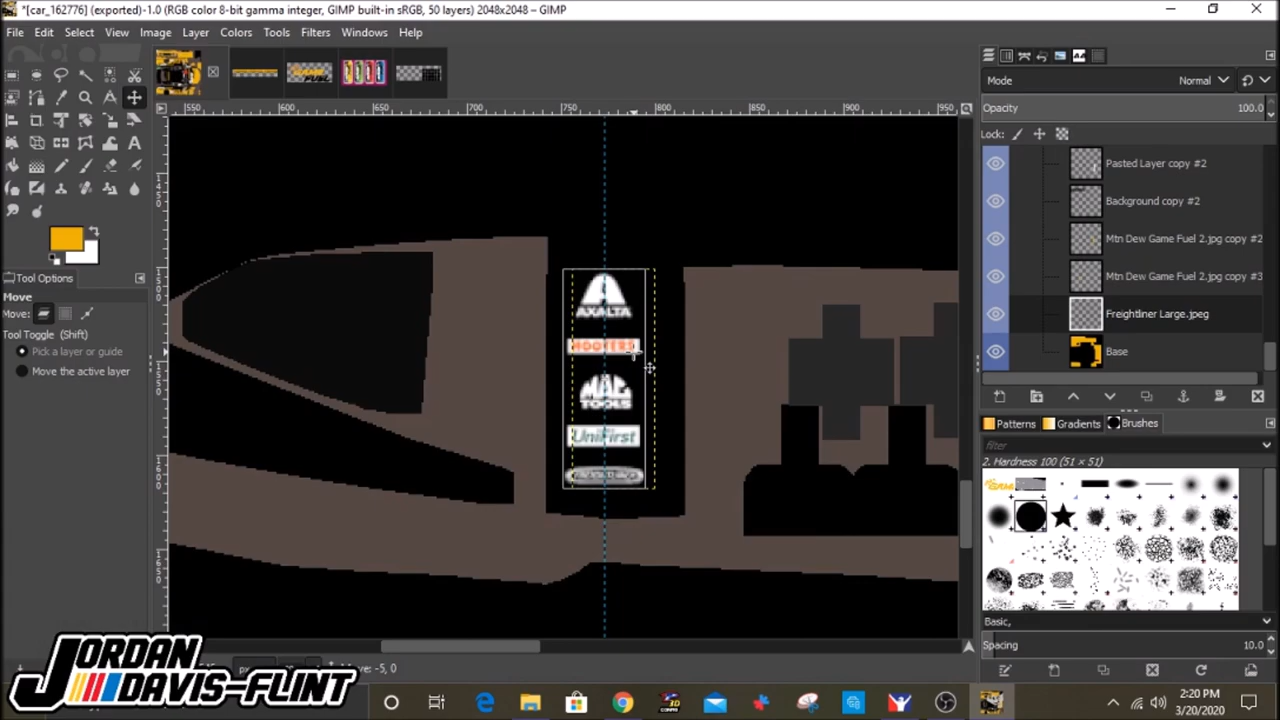 *[car_162776] (exported)-1.0 (RGB color 8-bit gamma integer, GIMP built-in sRGB, 50 layers) 2048x2048 – GIMP
File Edit Select View Image Layer Colors Tools Filters Windows Help
Mode Normal
Opacity 100.0
Lock:
550 600 650 700 750 800 850 900 950
Pasted Layer copy #2
Background copy #2
Mtn Dew Game Fuel 2.jpg copy #2
Mtn Dew Game Fuel 2.jpg copy #3
Freightliner Large.jpeg
Base
Tool Options
Move
Move:
Tool Toggle (Shift)
Pick a layer or guide
Move the active layer
AXALTA
HOOTERS
MAC
TOOLS
UniFirst
Patterns Gradients Brushes
filter
2. Hardness 100 (51 × 51)
Basic,
Spacing 10.0
Move: -5, 0
JORDAN
DAVIS-FLINT
2:20 PM
3/20/2020